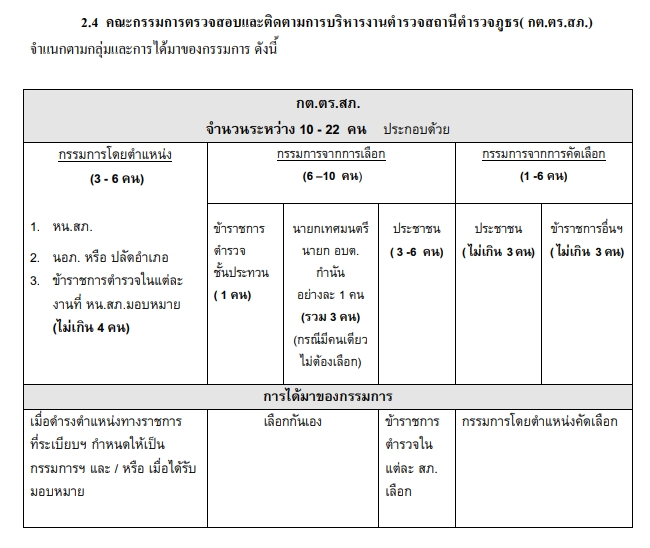 2.4 คณะกรรมการตรวจสอบและติดตามการบริหารงานตำรวจสถานีตำรวจภูธร( กต.ตร.สภ.)
จำแนกตามกลุ่มและการได้มาของกรรมการ ดังนี้
กต.ตร.สภ.
จำนวนระหว่าง 10 - 22 คน ประกอบด้วย
กรรมการโดยตำแหน่ง
(3 - 6 คน)
1. หน.สภ.
2. นอภ. หรือ ปลัดอำเภอ
3. ข้าราชการตำรวจในแต่ละ
งานที่ หน.สภ.มอบหมาย
(ไม่เกิน 4 คน)
กรรมการจากการเลือก
(6 –10 คน)
ข้าราชการ
ตำรวจ
ชั้นประทวน
( 1 คน)
นายกเทศมนตรี
นายก อบต.
กำนัน
อย่างละ 1 คน
(รวม 3 คน)
(กรณีมีคนเดียว
ไม่ต้องเลือก)
ประชาชน
( 3 -6 คน)
กรรมการจากการคัดเลือก
(1 -6 คน)
ประชาชน
( ไม่เกิน 3 คน)
ข้าราชการอื่นฯ
( ไม่เกิน 3 คน)
การได้มาของกรรมการ
เมื่อดำรงตำแหน่งทางราชการ
ที่ระเบียบฯ กำหนดให้เป็น
กรรมการฯ และ / หรือ เมื่อได้รับ
มอบหมาย
เลือกกันเอง
ข้าราชการ
ตำรวจใน
แต่ละ สภ.
เลือก
กรรมการโดยตำแหน่งคัดเลือก